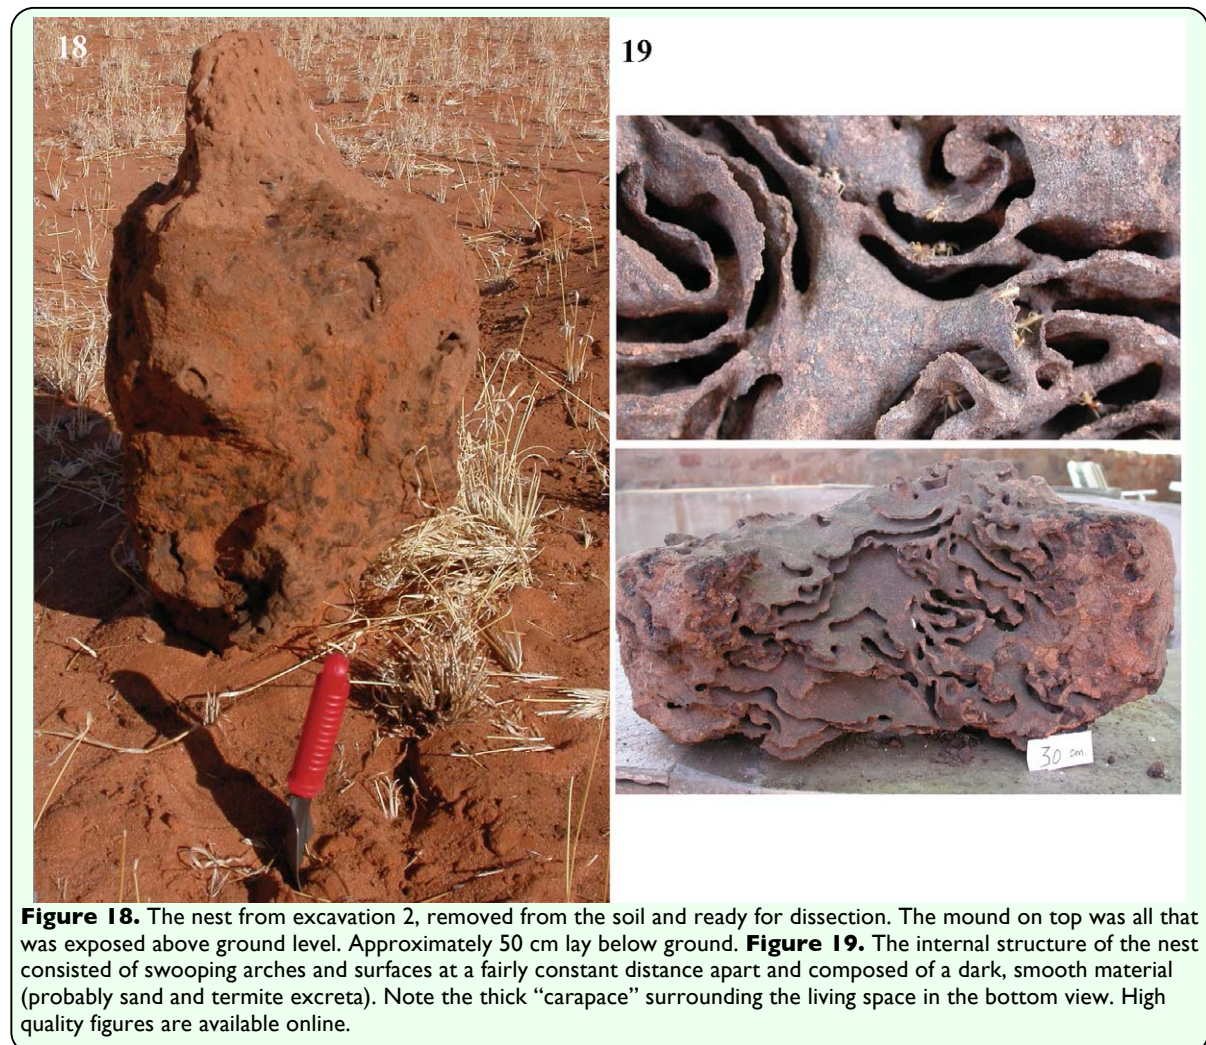 18
19
30 cm.
Figure 18. The nest from excavation 2, removed from the soil and ready for dissection. The mound on top was all that
was exposed above ground level. Approximately 50 cm lay below ground. Figure 19. The internal structure of the nest
consisted of swooping arches and surfaces at a fairly constant distance apart and composed of a dark, smooth material
(probably sand and termite excreta). Note the thick “carapace” surrounding the living space in the bottom view. High
quality figures are available online.